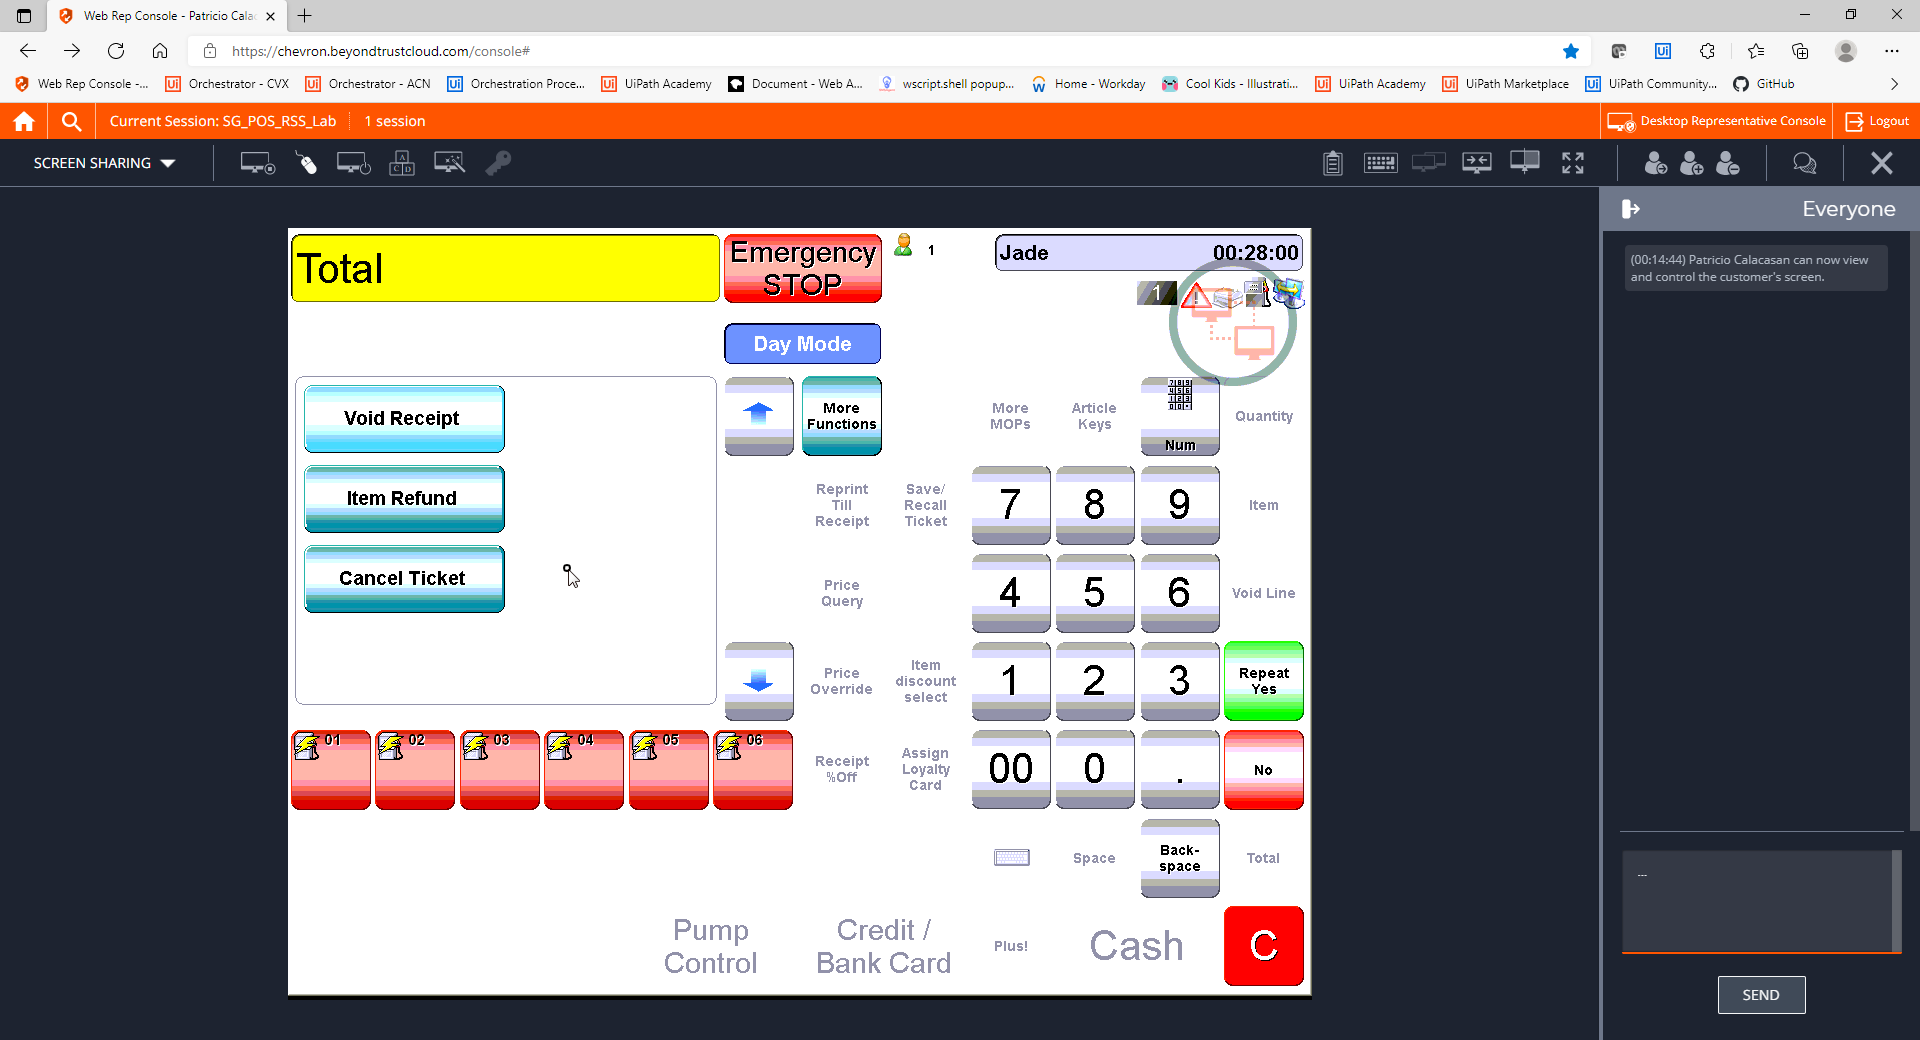 Web Rep Console - Patricio Cala
https://chevron.beyondtrustcloud.com/console#
Web Rep Console -...
Orchestrator - CVX
Orchestrator - ACN
Orchestration Proce...
UiPath Academy
Document - Web A...
wscript.shell popup...
Home - Workday
Cool Kids - Illustrati...
UiPath Academy
UiPath Marketplace
UiPath Community...
GitHub
Current Session: SG_POS_RSS_Lab
1 session
Desktop Representative Console
Logout
SCREEN SHARING
Everyone
(00:14:44) Patricio Calacasan can now view
and control the customer's screen.
Total
Emergency
STOP
1
Jade 00:28:00
1
Day Mode
Void Receipt
Item Refund
Cancel Ticket
More
Functions
More
MOPs
Article
Keys
Num
Quantity
Reprint
Till
Receipt
Save/
Recall
Ticket
7
8
9
Item
Price
Query
4
5
6
Void Line
Price
Override
Item
discount
select
1
2
3
Repeat
Yes
01
02
03
04
05
06
Receipt
%Off
Assign
Loyalty
Card
00
0
.
No
Space
Back-
space
Total
Pump
Control
Credit /
Bank Card
Plus!
Cash
C
...
SEND